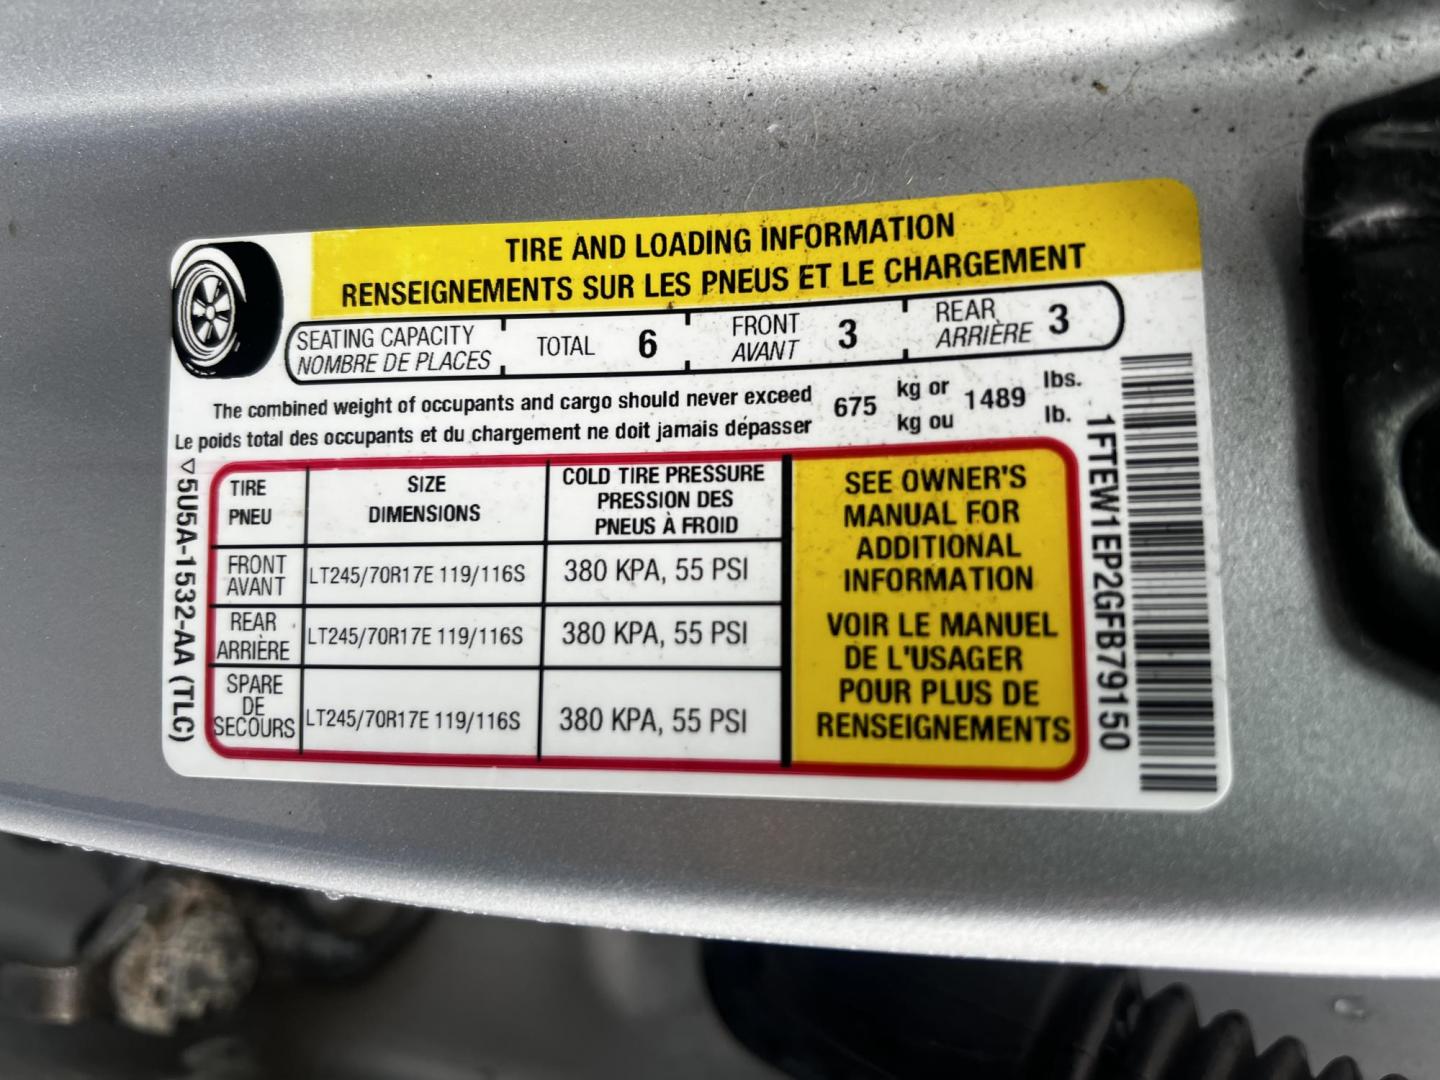 TIRE AND LOADING INFORMATION
RENSEIGNEMENTS SUR LES PNEUS ET LE CHARGEMENT
SEATING CAPACITY TOTAL 6 FRONT 3 REAR 3
NOMBRE DE PLACES AVANT ARRIÈRE
The combined weight of occupants and cargo should never exceed 675 kg or 1489 lbs.
Le poids total des occupants et du chargement ne doit jamais dépasser kg ou lb.
TIRE SIZE COLD TIRE PRESSURE
PNEU DIMENSIONS PRESSION DES
PNEUS À FROID
FRONT LT245/70R17E 119/116S 380 KPA, 55 PSI
AVANT
REAR LT245/70R17E 119/116S 380 KPA, 55 PSI
ARRIÈRE
SPARE
DE LT245/70R17E 119/116S 380 KPA, 55 PSI
SECOURS
SEE OWNER'S
MANUAL FOR
ADDITIONAL
INFORMATION
VOIR LE MANUEL
DE L'USAGER
POUR PLUS DE
RENSEIGNEMENTS
▽5U5A-1532-AA (TLC)
1FTEW1EP2GFB79150